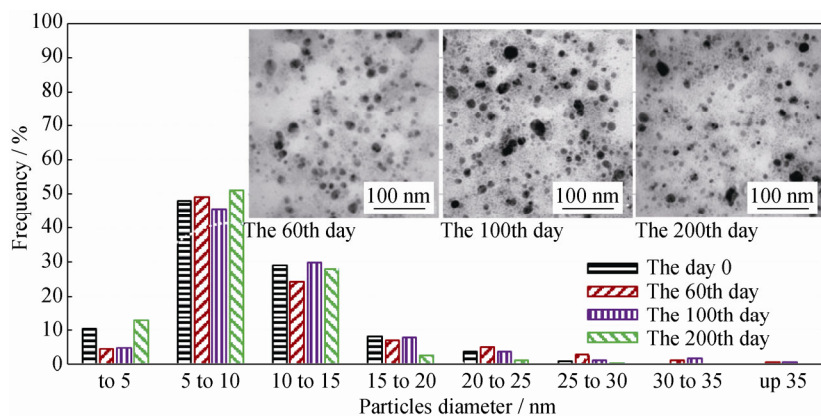 100
90
80
70
60
50
40
30
20
10
0
Frequency / %
100 nm
100 nm
100 nm
The 60th day
The 100th day
The 200th day
The day 0
The 60th day
The 100th day
The 200th day
to 5
5 to 10
10 to 15
15 to 20
20 to 25
25 to 30
30 to 35
up 35
Particles diameter / nm